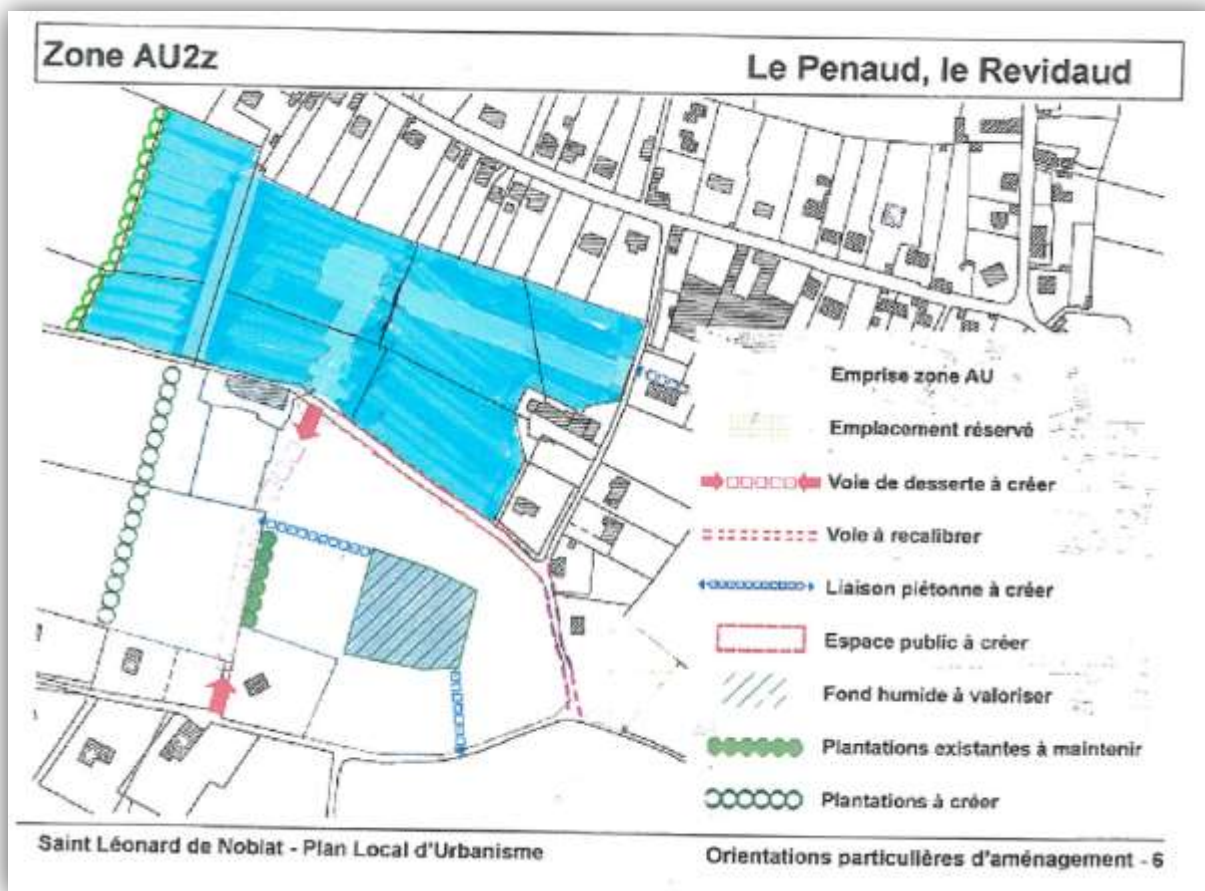 Zone AU2z
Le Penaud, le Revidaud
Emprise zone AU
Emplacement réservé
Voie de desserte à créer
Voie à recalibrer
Liaison piétonne à créer
Espace public à créer
Fond humide à valoriser
Plantations existantes à maintenir
Plantations à créer
Saint Léonard de Noblat - Plan Local d'Urbanisme
Orientations particulières d'aménagement - 6